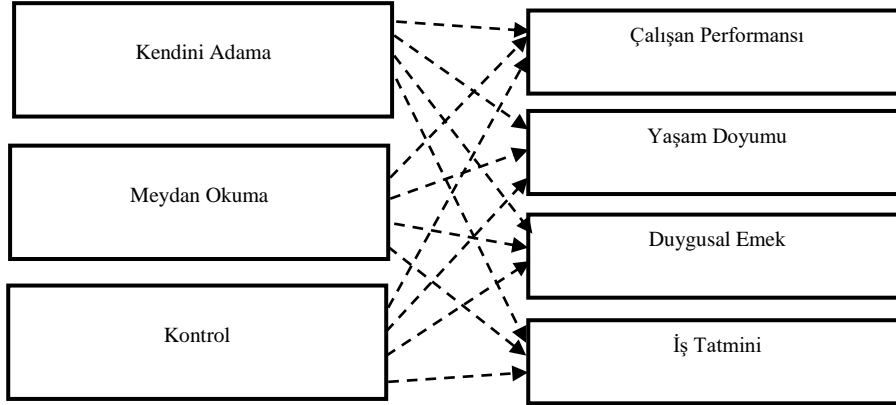 Kendini Adama
Meydan Okuma
Kontrol
Çalışan Performansı
Yaşam Doyumu
Duygusal Emek
İş Tatmini